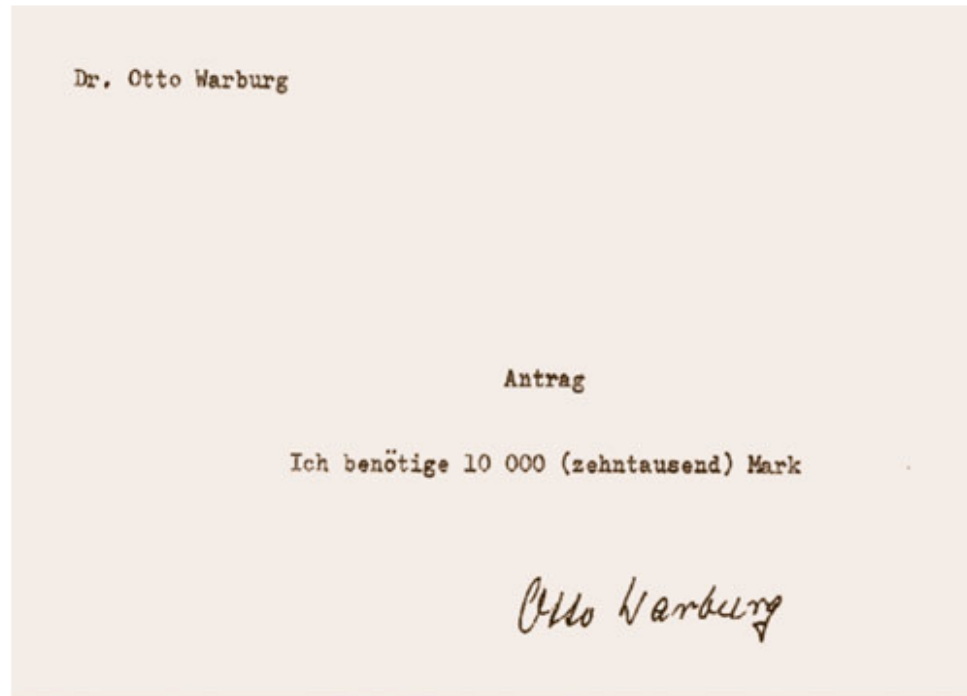 Dr. Otto Warburg
Antrag
Ich benötige 10 000 (zehntausend) Mark
Otto Warburg